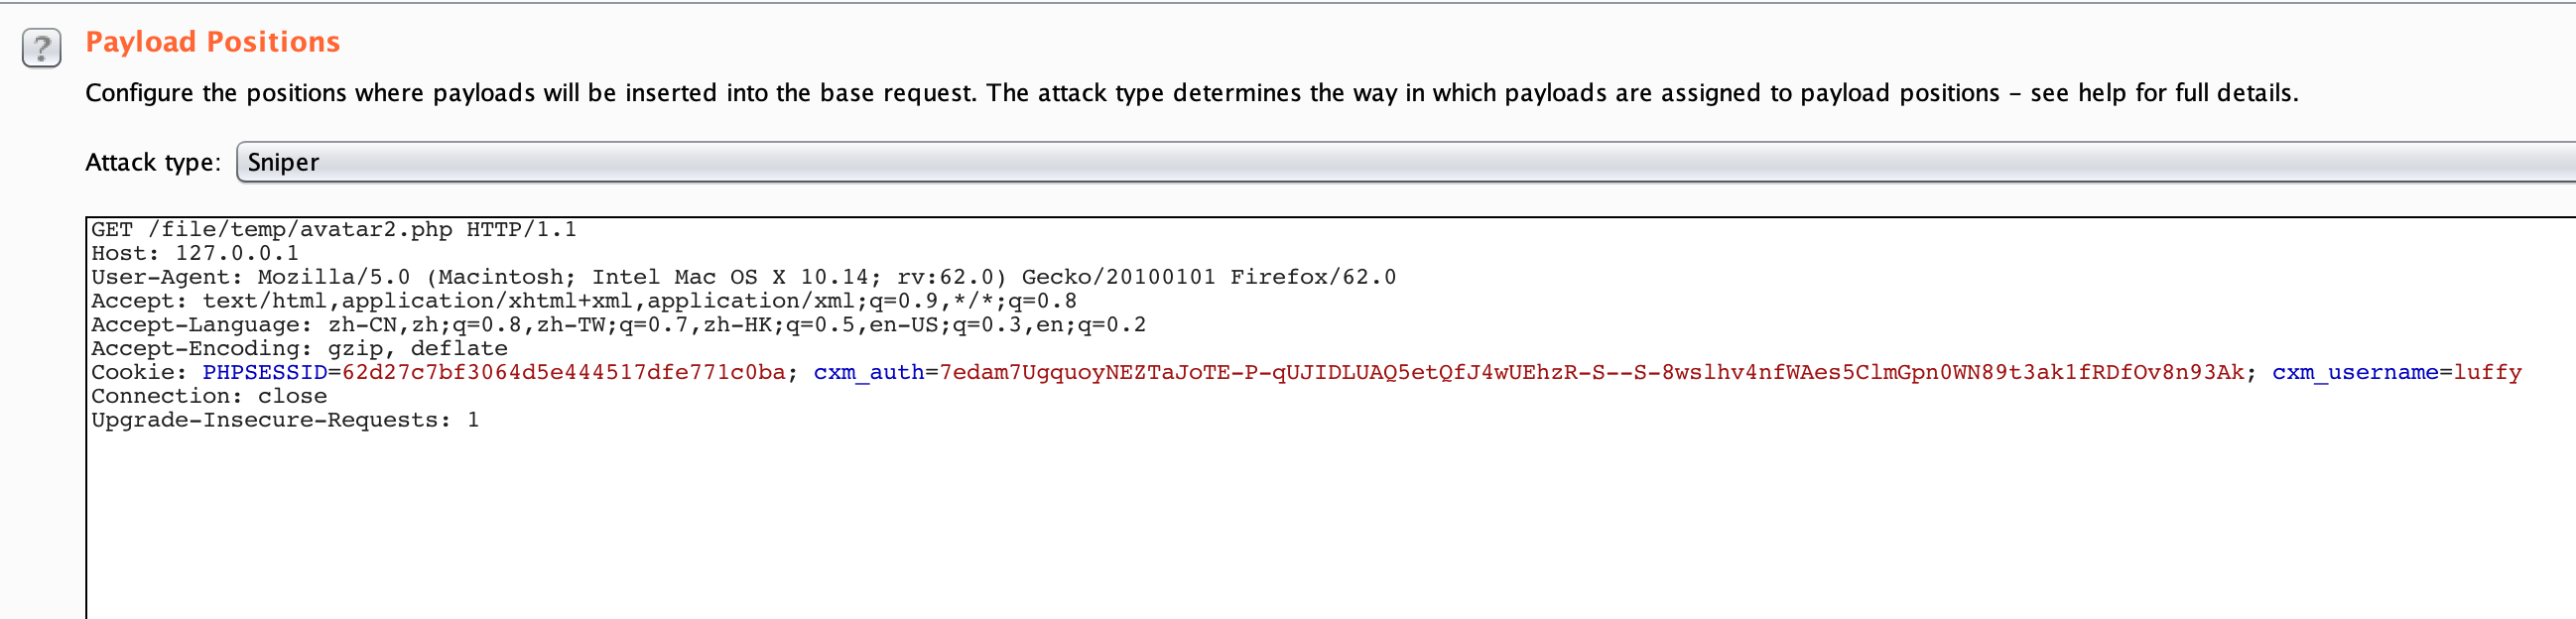 ?
Payload Positions
Configure the positions where payloads will be inserted into the base request. The attack type determines the way in which payloads are assigned to payload positions – see help for full details.
Attack type: Sniper
GET /file/temp/avatar2.php HTTP/1.1
Host: 127.0.0.1
User-Agent: Mozilla/5.0 (Macintosh; Intel Mac OS X 10.14; rv:62.0) Gecko/20100101 Firefox/62.0
Accept: text/html,application/xhtml+xml,application/xml;q=0.9,*/*;q=0.8
Accept-Language: zh-CN,zh;q=0.8,zh-TW;q=0.7,zh-HK;q=0.5,en-US;q=0.3,en;q=0.2
Accept-Encoding: gzip, deflate
Cookie: PHPSESSID=62d27c7bf3064d5e444517dfe771c0ba; cxm_auth=7edam7UgquoyNEZTaJoTE-P-qUJIDLUAQ5etQfJ4wUEhzR-S--S-8wslhv4nfWAes5ClmGpn0WN89t3ak1fRDfOv8n93Ak; cxm_username=luffy
Connection: close
Upgrade-Insecure-Requests: 1